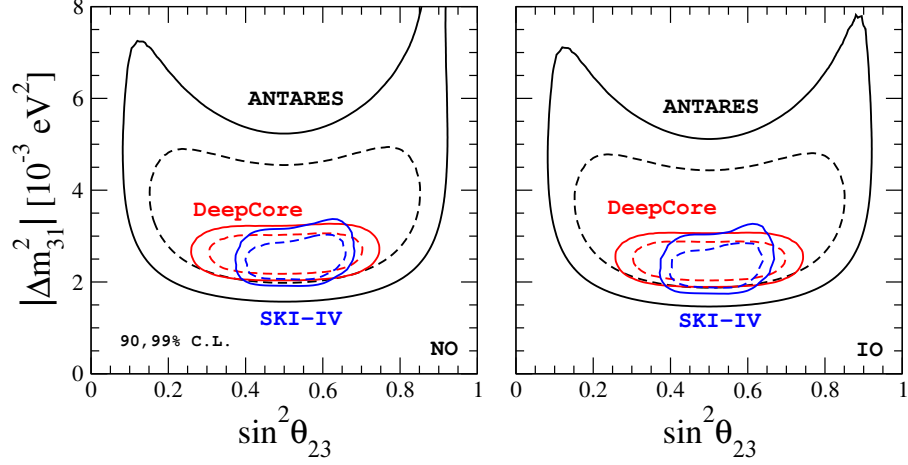 8
6
4
2
0
|Δm²₃₁| [10⁻³ eV²]
ANTARES
DeepCore
SKI-IV
90,99% C.L.
NO
0 0.2 0.4 0.6 0.8 1
sin²θ₂₃
ANTARES
DeepCore
SKI-IV
IO
0 0.2 0.4 0.6 0.8 1
sin²θ₂₃